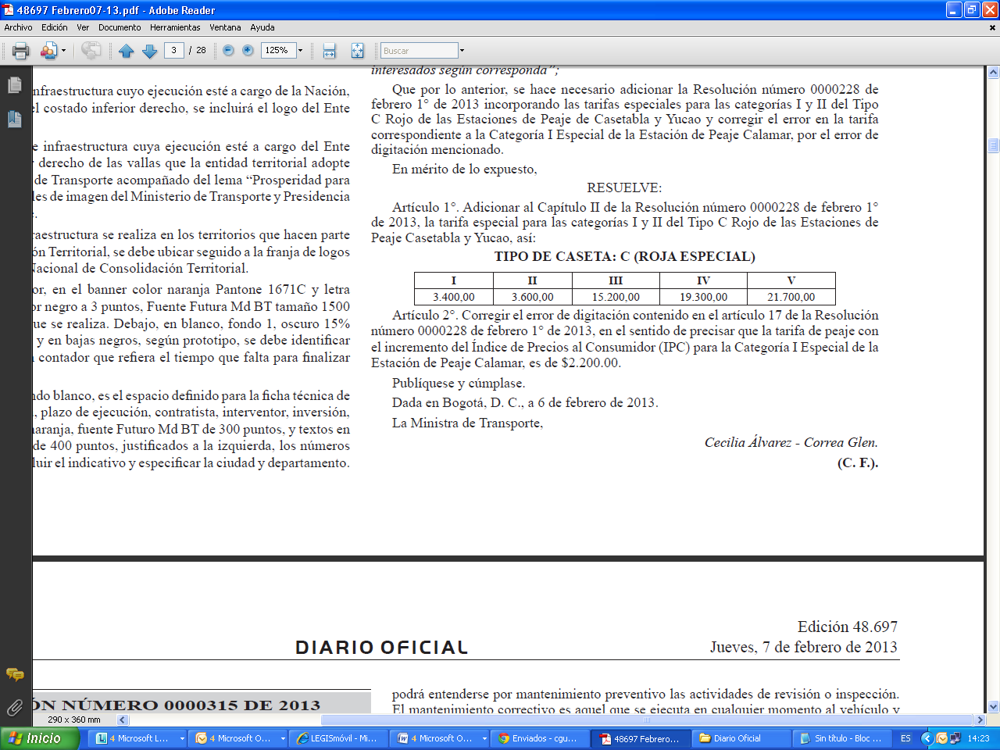 48697 Febrero07-13.pdf - Adobe Reader
Archivo Edición Ver Documento Herramientas Ventana Ayuda
3 / 28 125% Buscar
nfraestructura cuyo ejecución esté a cargo de la Nación,
el costado inferior derecho, se incluirá el logo del Ente
e infraestructura cuya ejecución esté a cargo del Ente
derecho de las vallas que la entidad territorial adopte
de Transporte acompañado del lema “Prosperidad para
les de imagen del Ministerio de Transporte y Presidencia
raestructura se realiza en los territorios que hacen parte
ón Territorial, se debe ubicar seguido a la franja de logos
Nacional de Consolidación Territorial.
or, en el banner color naranja Pantone 1671C y letra
or negro a 3 puntos, Fuente Futura Md BT tamaño 1500
que se realiza. Debajo, en blanco, fondo 1, oscuro 15%
y en bajas negros, según prototipo, se debe identificar
contador que refiera el tiempo que falta para finalizar
ndo blanco, es el espacio definido para la ficha técnica de
, plazo de ejecución, contratista, interventor, inversión,
naranja, fuente Futuro Md BT de 300 puntos, y textos en
de 400 puntos, justificados a la izquierda, los números
luir el indicativo y especificar la ciudad y departamento.
interesados según corresponda”;
Que por lo anterior, se hace necesario adicionar la Resolución número 0000228 de
febrero 1° de 2013 incorporando las tarifas especiales para las categorías I y II del Tipo
C Rojo de las Estaciones de Peaje de Casetabla y Yucao y corregir el error en la tarifa
correspondiente a la Categoría I Especial de la Estación de Peaje Calamar, por el error de
digitación mencionado.
En mérito de lo expuesto,
RESUELVE:
Artículo 1°. Adicionar al Capítulo II de la Resolución número 0000228 de febrero 1°
de 2013, la tarifa especial para las categorías I y II del Tipo C Rojo de las Estaciones de
Peaje Casetabla y Yucao, así:
TIPO DE CASETA: C (ROJA ESPECIAL)
I II III IV V
3.400,00 3.600,00 15.200,00 19.300,00 21.700,00
Artículo 2°. Corregir el error de digitación contenido en el artículo 17 de la Resolución
número 0000228 de febrero 1° de 2013, en el sentido de precisar que la tarifa de peaje con
el incremento del Índice de Precios al Consumidor (IPC) para la Categoría I Especial de la
Estación de Peaje Calamar, es de $2.200.00.
Publíquese y cúmplase.
Dada en Bogotá, D. C., a 6 de febrero de 2013.
La Ministra de Transporte,
Cecilia Álvarez - Correa Glen.
(C. F.).
Edición 48.697
DIARIO OFICIAL
Jueves, 7 de febrero de 2013
ÓN NÚMERO 0000315 DE 2013
podrá entenderse por mantenimiento preventivo las actividades de revisión o inspección.
El mantenimiento correctivo es aquel que se ejecuta en cualquier momento al vehículo y
290 x 360 mm
Inicio 4 Microsoft L... 4 Microsoft O... LEGISmóvil - Mi... 4 Microsoft O... Enviados - cgu... 48697 Febrero... Diario Oficial Sin título - Bloc ... ES 14:23